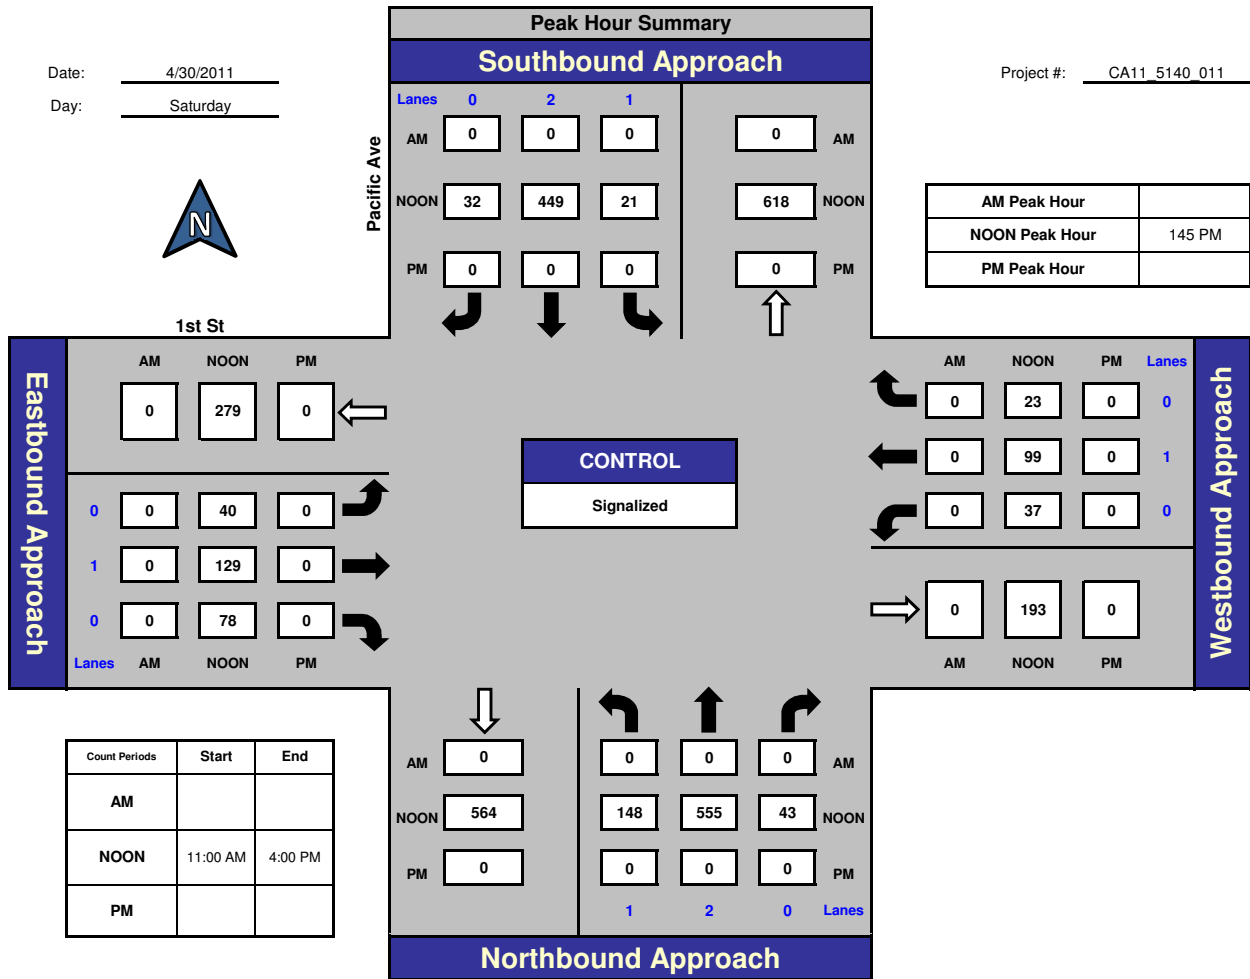 Peak Hour Summary
Southbound Approach
Date: 4/30/2011
Day: Saturday
Project #: CA11_5140_011
Pacific Ave
Lanes 0 2 1
AM 0 0 0 0 AM
NOON 32 449 21 618 NOON
PM 0 0 0 0 PM
N
AM Peak Hour
NOON Peak Hour 145 PM
PM Peak Hour
1st St
Eastbound Approach
AM NOON PM
0 279 0
0 0 40 0
1 0 129 0
0 0 78 0
Lanes AM NOON PM
CONTROL
Signalized
Westbound Approach
AM NOON PM Lanes
0 23 0 0
0 99 0 1
0 37 0 0
0 193 0
AM NOON PM
Count Periods Start End
AM
NOON 11:00 AM 4:00 PM
PM
AM 0 0 0 0 AM
NOON 564 148 555 43 NOON
PM 0 0 0 0 PM
1 2 0 Lanes
Northbound Approach